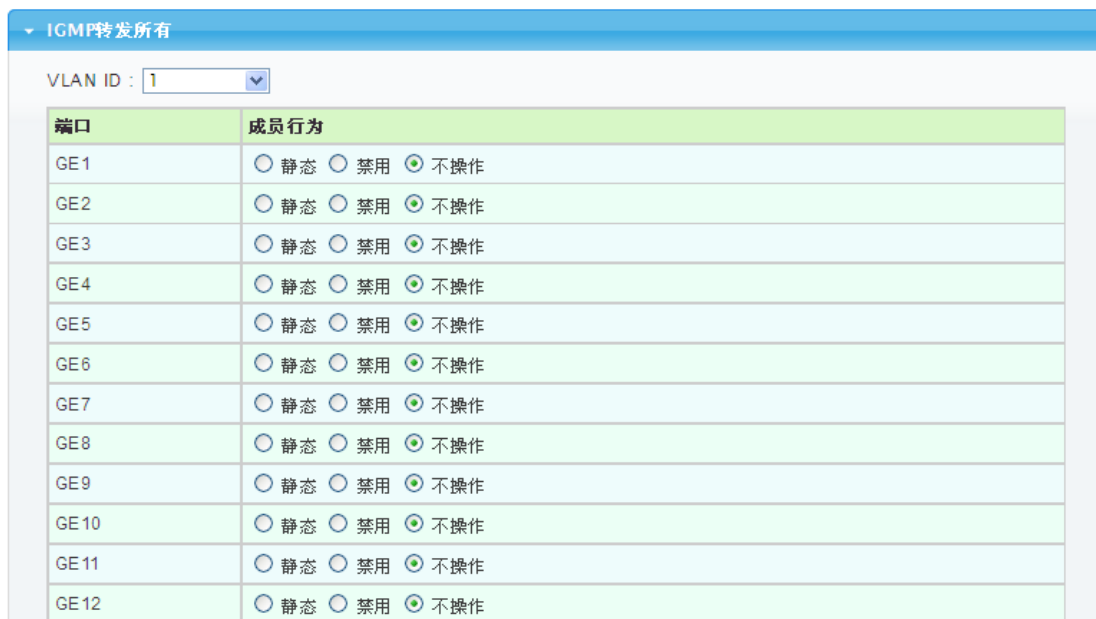 IGMP转发所有
VLAN ID : 1
端口 成员行为
GE1 静态 禁用 不操作
GE2 静态 禁用 不操作
GE3 静态 禁用 不操作
GE4 静态 禁用 不操作
GE5 静态 禁用 不操作
GE6 静态 禁用 不操作
GE7 静态 禁用 不操作
GE8 静态 禁用 不操作
GE9 静态 禁用 不操作
GE10 静态 禁用 不操作
GE11 静态 禁用 不操作
GE12 静态 禁用 不操作